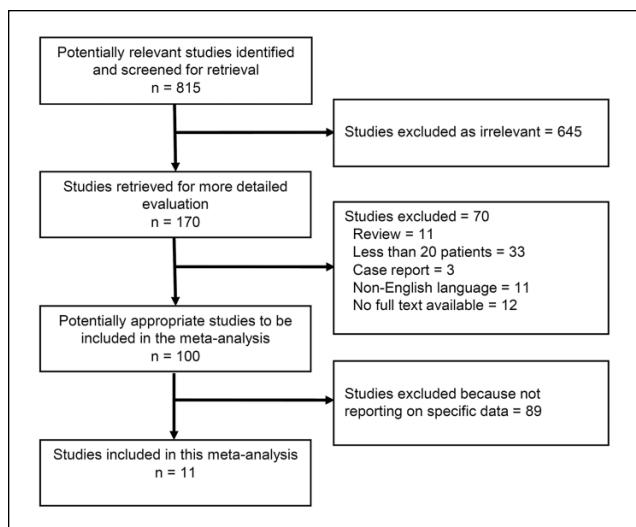 Potentially relevant studies identified
and screened for retrieval
n = 815
Studies excluded as irrelevant = 645
Studies retrieved for more detailed
evaluation
n = 170
Studies excluded = 70
Review = 11
Less than 20 patients = 33
Case report = 3
Non-English language = 11
No full text available = 12
Potentially appropriate studies to be
included in the meta-analysis
n = 100
Studies excluded because not
reporting on specific data = 89
Studies included in this meta-analysis
n = 11